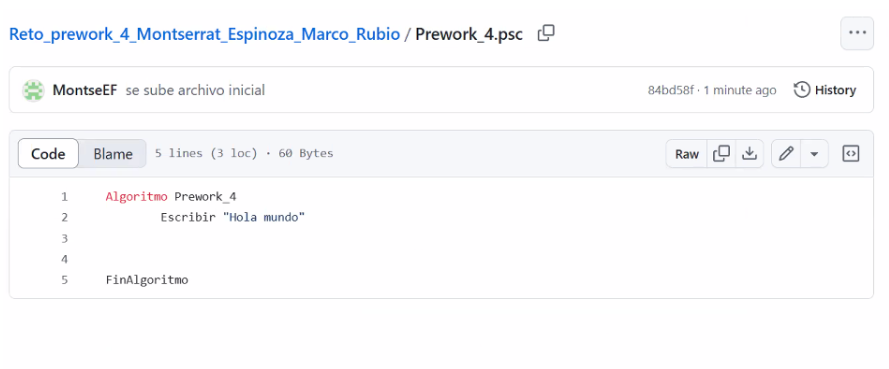 Reto_prework_4_Montserrat_Espinoza_Marco_Rubio / Prework_4.psc
MontseEF se sube archivo inicial 84bd58f · 1 minute ago History
Code Blame 5 lines (3 loc) · 60 Bytes Raw
1 Algoritmo Prework_4
2 Escribir "Hola mundo"
3
4
5 FinAlgoritmo